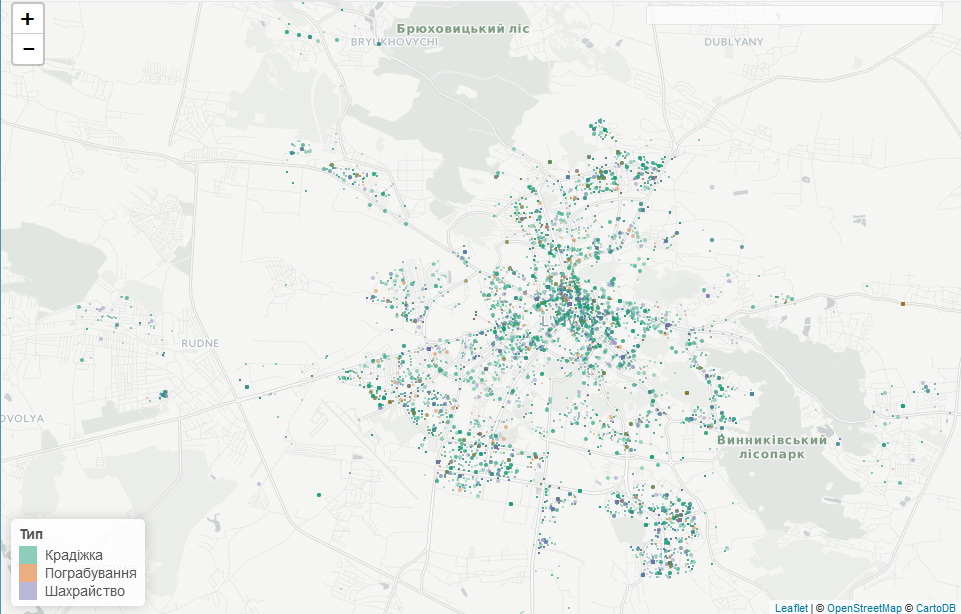 +
−
Брюховицький ліс
BRYUKHOVYCHI
DUBLYANY
RUDNE
OVOLYA
Винниківський
лісопарк
Тип
Крадіжка
Пограбування
Шахрайство
Leaflet | © OpenStreetMap © CartoDB